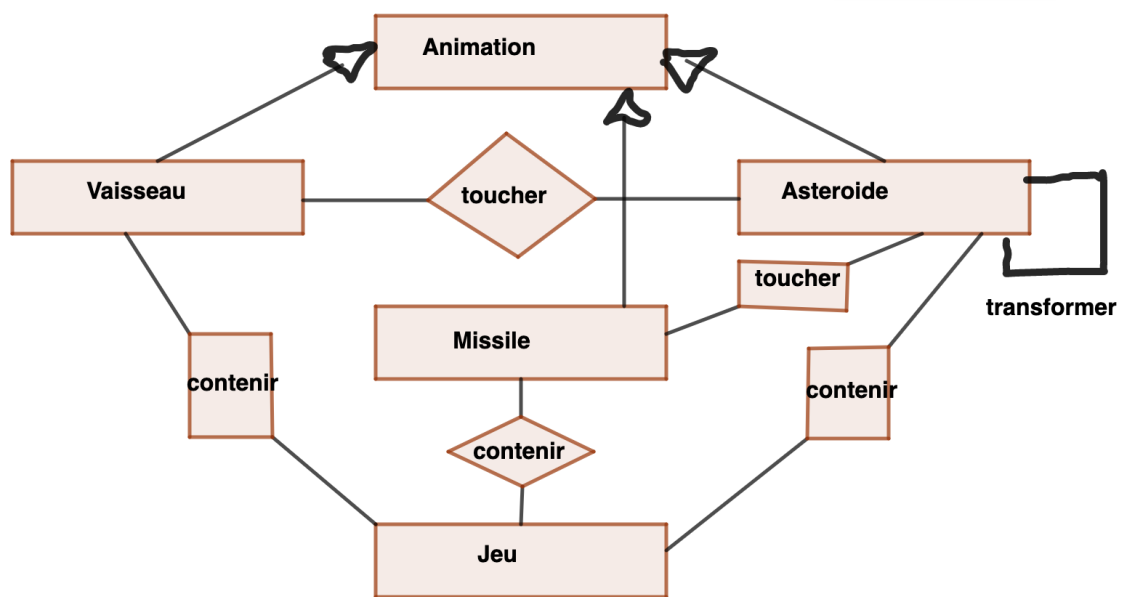 Animation
Vaisseau
toucher
Asteroide
toucher
transformer
Missile
contenir
contenir
contenir
Jeu